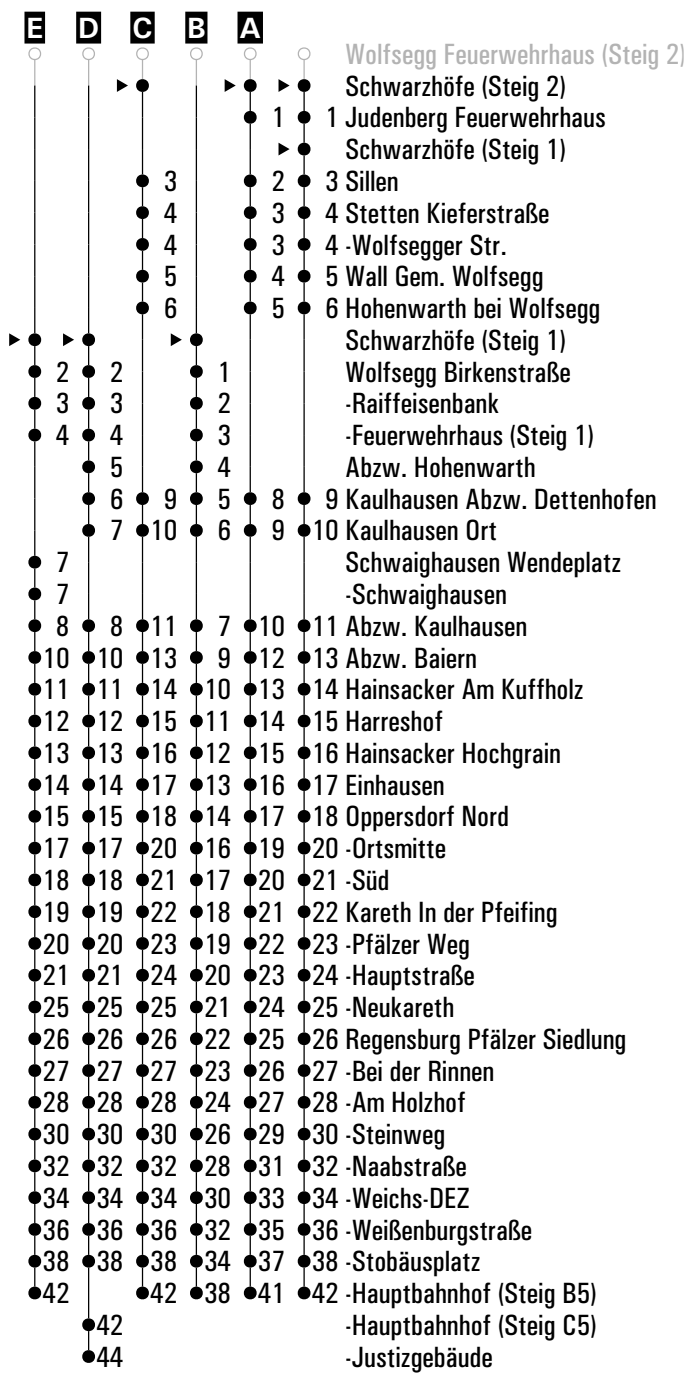 E D C B A
Wolfsegg Feuerwehrhaus (Steig 2)
Schwarzhöfe (Steig 2)
1 1 Judenberg Feuerwehrhaus
Schwarzhöfe (Steig 1)
3 2 3 Sillen
4 3 4 Stetten Kieferstraße
4 3 4 -Wolfsegger Str.
5 4 5 Wall Gem. Wolfsegg
6 5 6 Hohenwarth bei Wolfsegg
Schwarzhöfe (Steig 1)
2 2 1 Wolfsegg Birkenstraße
3 3 2 -Raiffeisenbank
4 4 3 -Feuerwehrhaus (Steig 1)
5 4 Abzw. Hohenwarth
6 9 5 8 9 Kaulhausen Abzw. Dettenhofen
7 10 6 9 10 Kaulhausen Ort
7 Schwaighausen Wendeplatz
7 -Schwaighausen
8 8 11 7 10 11 Abzw. Kaulhausen
10 10 13 9 12 13 Abzw. Baiern
11 11 14 10 13 14 Hainsacker Am Kuffholz
12 12 15 11 14 15 Harreshof
13 13 16 12 15 16 Hainsacker Hochgrain
14 14 17 13 16 17 Einhausen
15 15 18 14 17 18 Oppersdorf Nord
17 17 20 16 19 20 -Ortsmitte
18 18 21 17 20 21 -Süd
19 19 22 18 21 22 Kareth In der Pfeifing
20 20 23 19 22 23 -Pfälzer Weg
21 21 24 20 23 24 -Hauptstraße
25 25 25 21 24 25 -Neukareth
26 26 26 22 25 26 Regensburg Pfälzer Siedlung
27 27 27 23 26 27 -Bei der Rinnen
28 28 28 24 27 28 -Am Holzhof
30 30 30 26 29 30 -Steinweg
32 32 32 28 31 32 -Naabstraße
34 34 34 30 33 34 -Weichs-DEZ
36 36 36 32 35 36 -Weißenburgstraße
38 38 38 34 37 38 -Stobäusplatz
42 42 38 41 42 -Hauptbahnhof (Steig B5)
42 -Hauptbahnhof (Steig C5)
44 -Justizgebäude